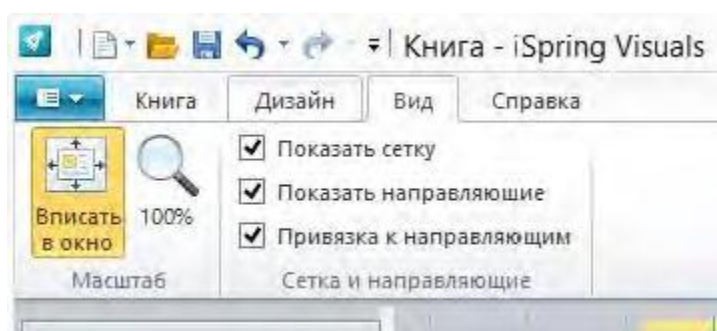 Книга - iSpring Visuals
Книга Дизайн Вид Справка
Показать сетку
Показать направляющие
Привязка к направляющим
Вписать
в окно
100%
Масштаб
Сетка и направляющие